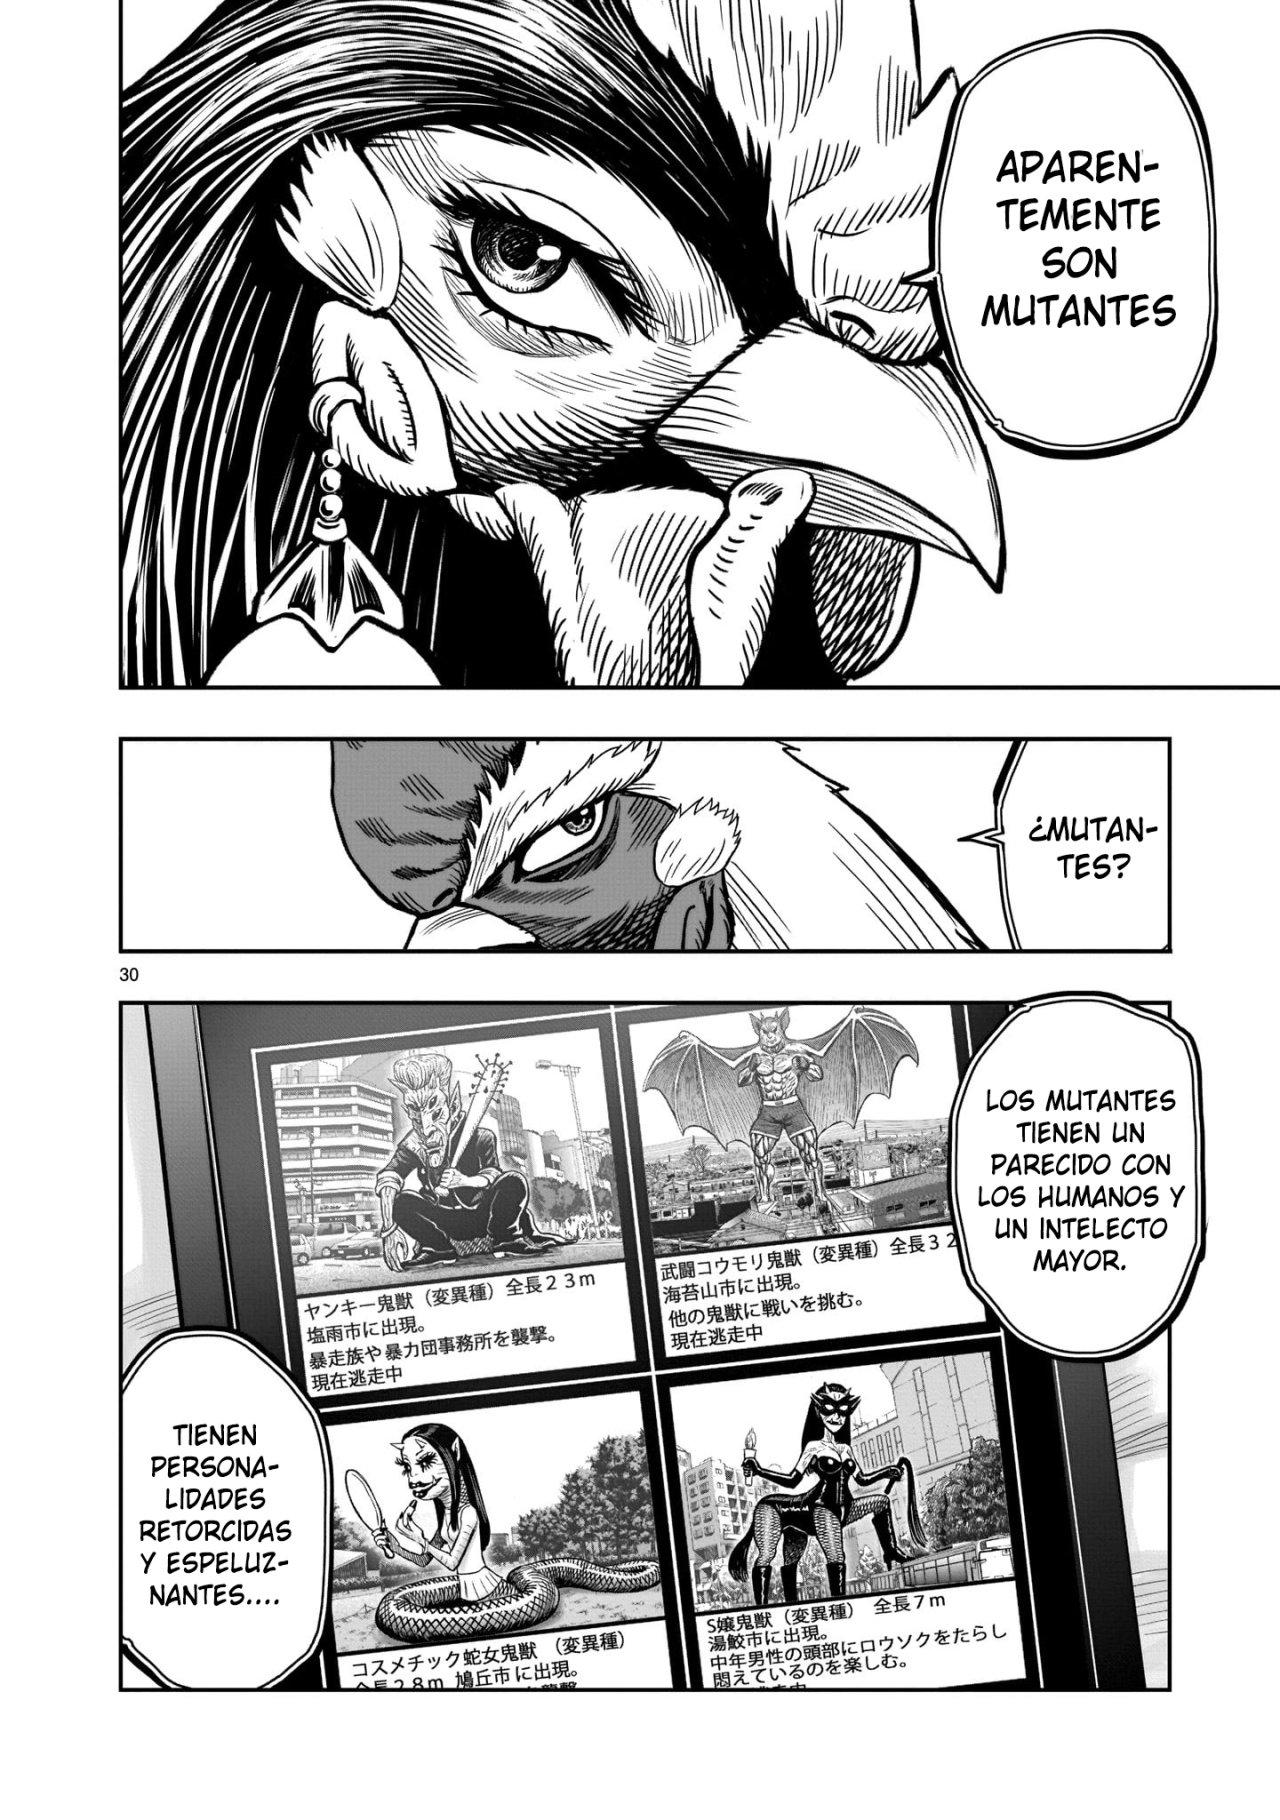 APAREN-
TEMENTE
SON
MUTANTES
¿MUTAN-
TES?
30
LOS MUTANTES
TIENEN UN
PARECIDO CON
LOS HUMANOS Y
UN INTELECTO
MAYOR.
武闘コウモリ鬼獣(変異種)全長32
海苔山市に出現。
他の鬼獣に戦いを挑む。
現在逃走中
ヤンキー鬼獣(変異種)全長23m
塩雨市に出現。
暴走族や暴力団事務所を襲撃。
現在逃走中
S嬢鬼獣(変異種) 全長7m
湯鮫市に出現。
中年男性の頭部にロウソクをたらし
悶えているのを楽しむ。
コスメチック蛇女鬼獣 (変異種)
全長28m 鳩丘市に出現。
TIENEN
PERSONA-
LIDADES
RETORCIDAS
Y ESPELUZ-
NANTES....